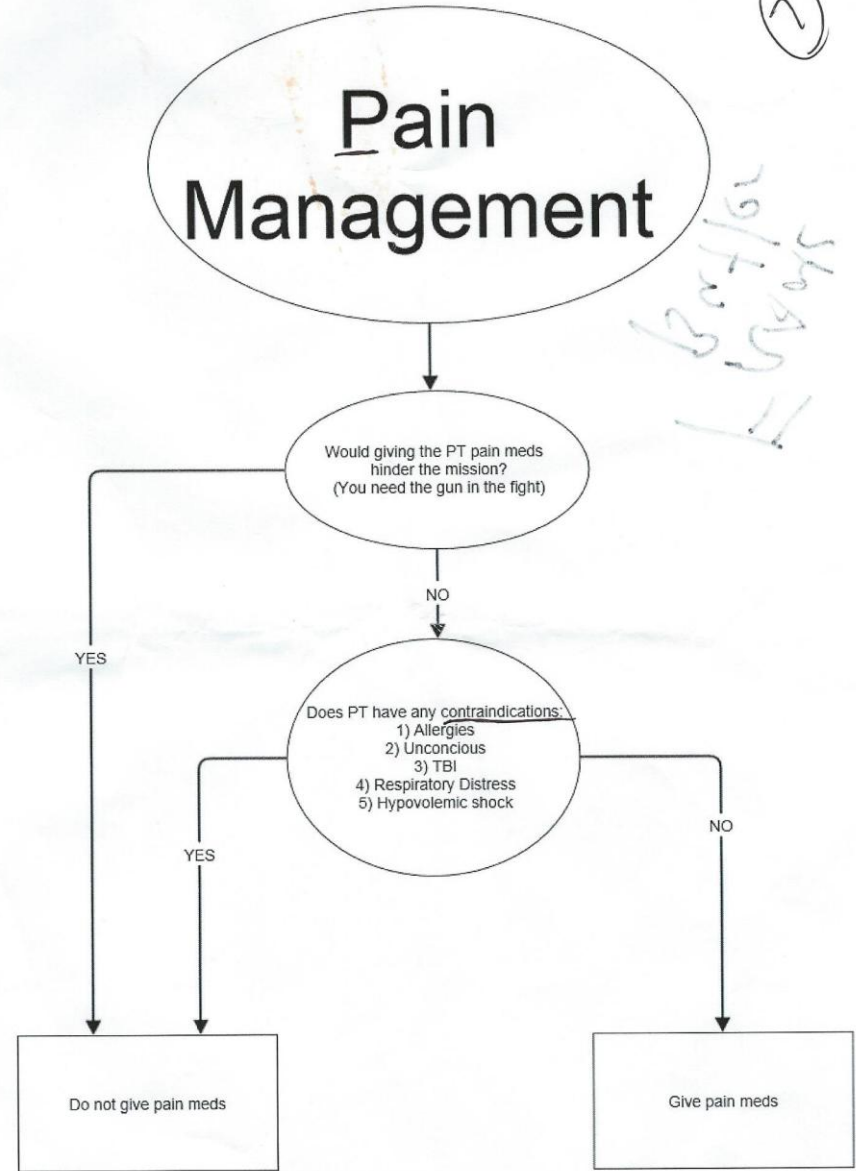 Pain
Management
Would giving the PT pain meds
hinder the mission?
(You need the gun in the fight)
NO
YES
Does PT have any contraindications:
1) Allergies
2) Unconcious
3) TBI
4) Respiratory Distress
5) Hypovolemic shock
YES
NO
Do not give pain meds
Give pain meds